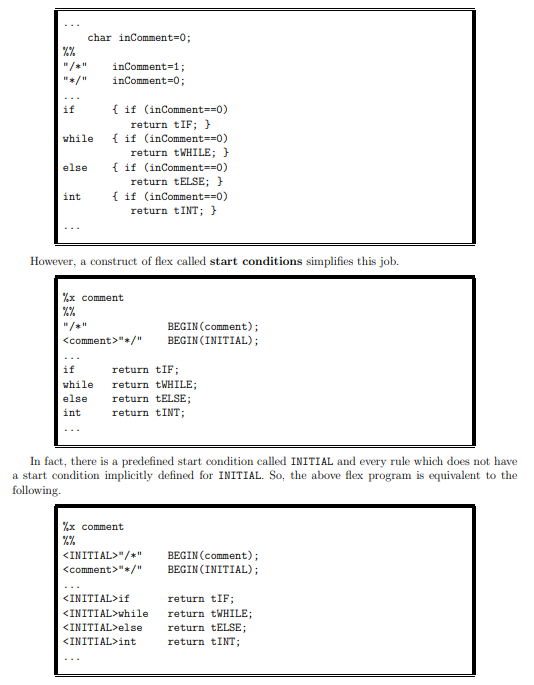 ...
char inComment=0;
%%
"/*" inComment=1;
"*/" inComment=0;
...
if { if (inComment==0)
return tIF; }
while { if (inComment==0)
return tWHILE; }
else { if (inComment==0)
return tELSE; }
int { if (inComment==0)
return tINT; }
...
However, a construct of flex called start conditions simplifies this job.
%x comment
%%
"/*" BEGIN(comment);
<comment>"*/" BEGIN(INITIAL);
...
if return tIF;
while return tWHILE;
else return tELSE;
int return tINT;
...
In fact, there is a predefined start condition called INITIAL and every rule which does not have
a start condition implicitly defined for INITIAL. So, the above flex program is equivalent to the
following.
%x comment
%%
<INITIAL>"/*" BEGIN(comment);
<comment>"*/" BEGIN(INITIAL);
...
<INITIAL>if return tIF;
<INITIAL>while return tWHILE;
<INITIAL>else return tELSE;
<INITIAL>int return tINT;
...